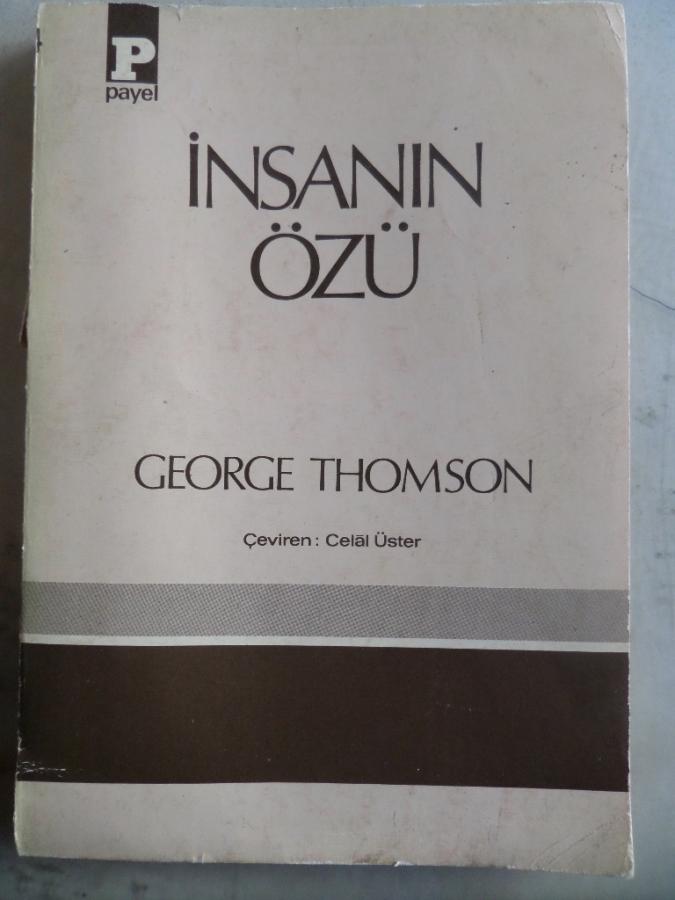 P
payel
İNSANIN
ÖZÜ
GEORGE THOMSON
Çeviren : Celâl Üster